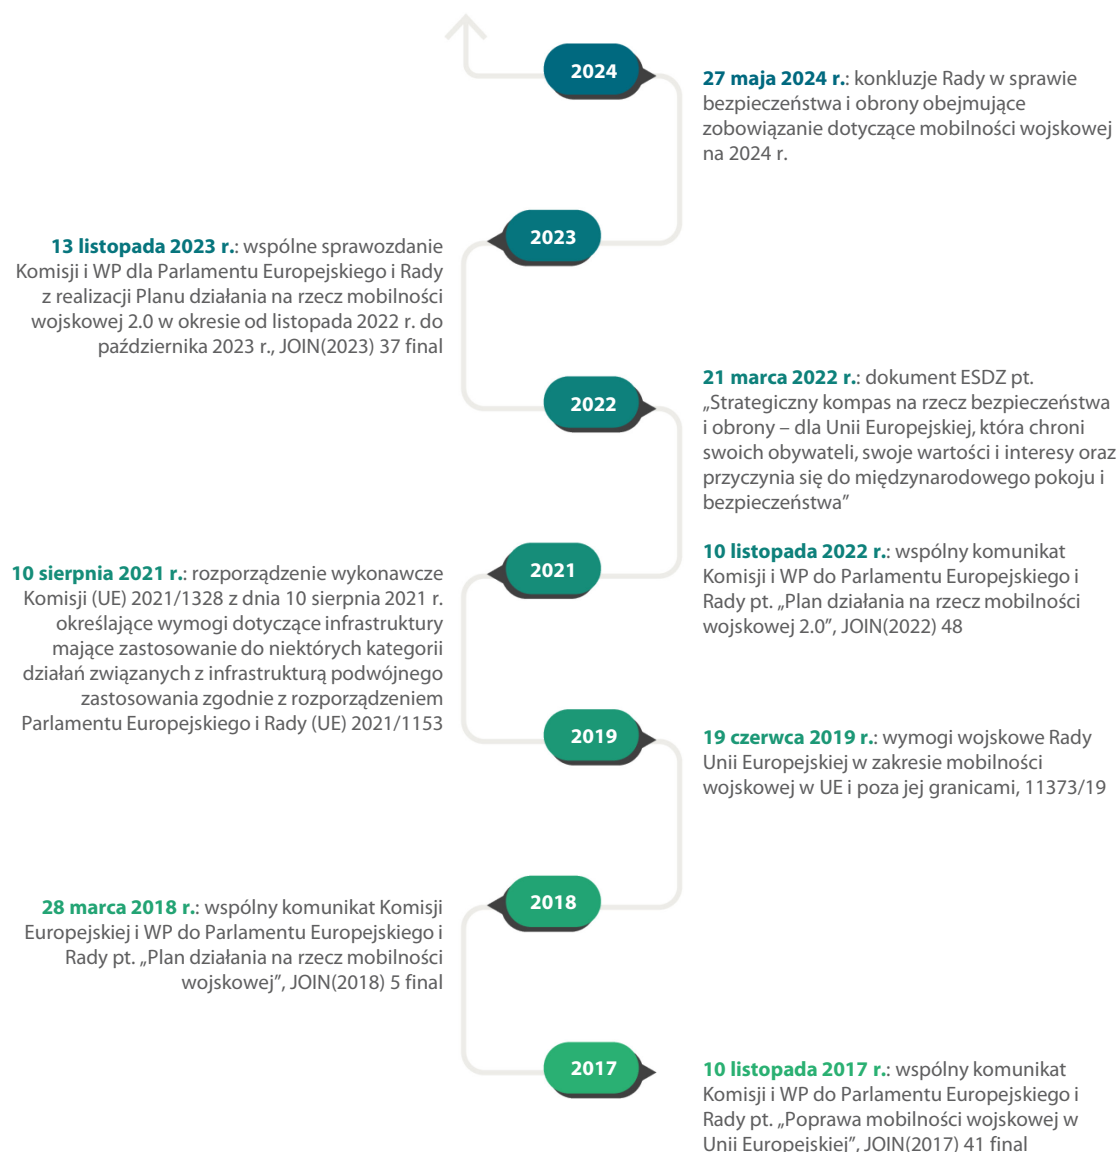 2024
27 maja 2024 r.: konkluzje Rady w sprawie
bezpieczeństwa i obrony obejmujące
zobowiązanie dotyczące mobilności wojskowej
na 2024 r.
2023
13 listopada 2023 r.: wspólne sprawozdanie
Komisji i WP dla Parlamentu Europejskiego i Rady
z realizacji Planu działania na rzecz mobilności
wojskowej 2.0 w okresie od listopada 2022 r. do
października 2023 r., JOIN(2023) 37 final
2022
21 marca 2022 r.: dokument ESDZ pt.
„Strategiczny kompas na rzecz bezpieczeństwa
i obrony – dla Unii Europejskiej, która chroni
swoich obywateli, swoje wartości i interesy oraz
przyczynia się do międzynarodowego pokoju i
bezpieczeństwa”
10 listopada 2022 r.: wspólny komunikat
Komisji i WP do Parlamentu Europejskiego i
Rady pt. „Plan działania na rzecz mobilności
wojskowej 2.0”, JOIN(2022) 48
2021
10 sierpnia 2021 r.: rozporządzenie wykonawcze
Komisji (UE) 2021/1328 z dnia 10 sierpnia 2021 r.
określające wymogi dotyczące infrastruktury
mające zastosowanie do niektórych kategorii
działań związanych z infrastrukturą podwójnego
zastosowania zgodnie z rozporządzeniem
Parlamentu Europejskiego i Rady (UE) 2021/1153
2019
19 czerwca 2019 r.: wymogi wojskowe Rady
Unii Europejskiej w zakresie mobilności
wojskowej w UE i poza jej granicami, 11373/19
2018
28 marca 2018 r.: wspólny komunikat Komisji
Europejskiej i WP do Parlamentu Europejskiego i
Rady pt. „Plan działania na rzecz mobilności
wojskowej”, JOIN(2018) 5 final
2017
10 listopada 2017 r.: wspólny komunikat
Komisji i WP do Parlamentu Europejskiego i
Rady pt. „Poprawa mobilności wojskowej w
Unii Europejskiej”, JOIN(2017) 41 final